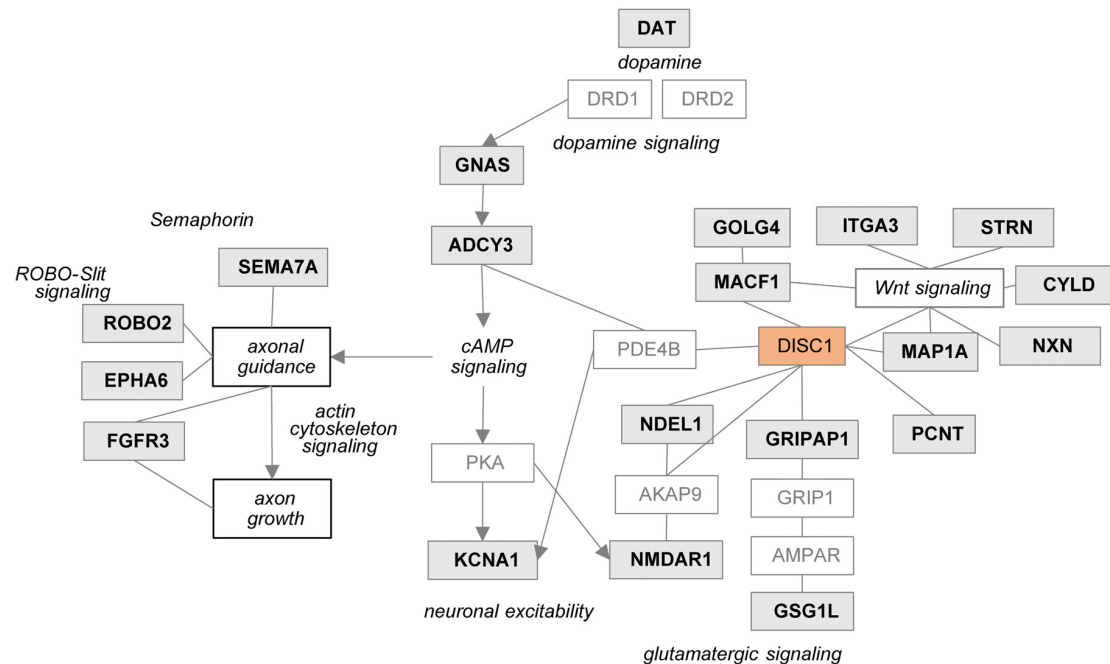 DAT
dopamine
DRD1
DRD2
dopamine signaling
GNAS
Semaphorin
ADCY3
GOLG4
ITGA3
STRN
ROBO-Slit
signaling
SEMA7A
MACF1
Wnt signaling
CYLD
ROBO2
axonal
guidance
cAMP
signaling
PDE4B
DISC1
MAP1A
NXN
EPHA6
FGFR3
actin
cytoskeleton
signaling
NDEL1
GRIPAP1
PCNT
PKA
AKAP9
GRIP1
axon
growth
KCNA1
NMDAR1
AMPAR
neuronal excitability
GSG1L
glutamatergic signaling